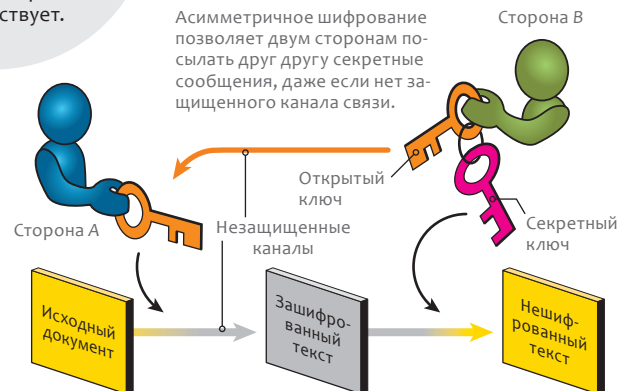 ствует.
Асимметричное шифрование
позволяет двум сторонам по-
сылать друг другу секретные
сообщения, даже если нет за-
щищенного канала связи.
Сторона B
Открытый
ключ
Секретный
ключ
Сторона A
Незащищенные
каналы
Исходный
документ
Зашифро-
ванный
текст
Нешиф-
рованный
текст